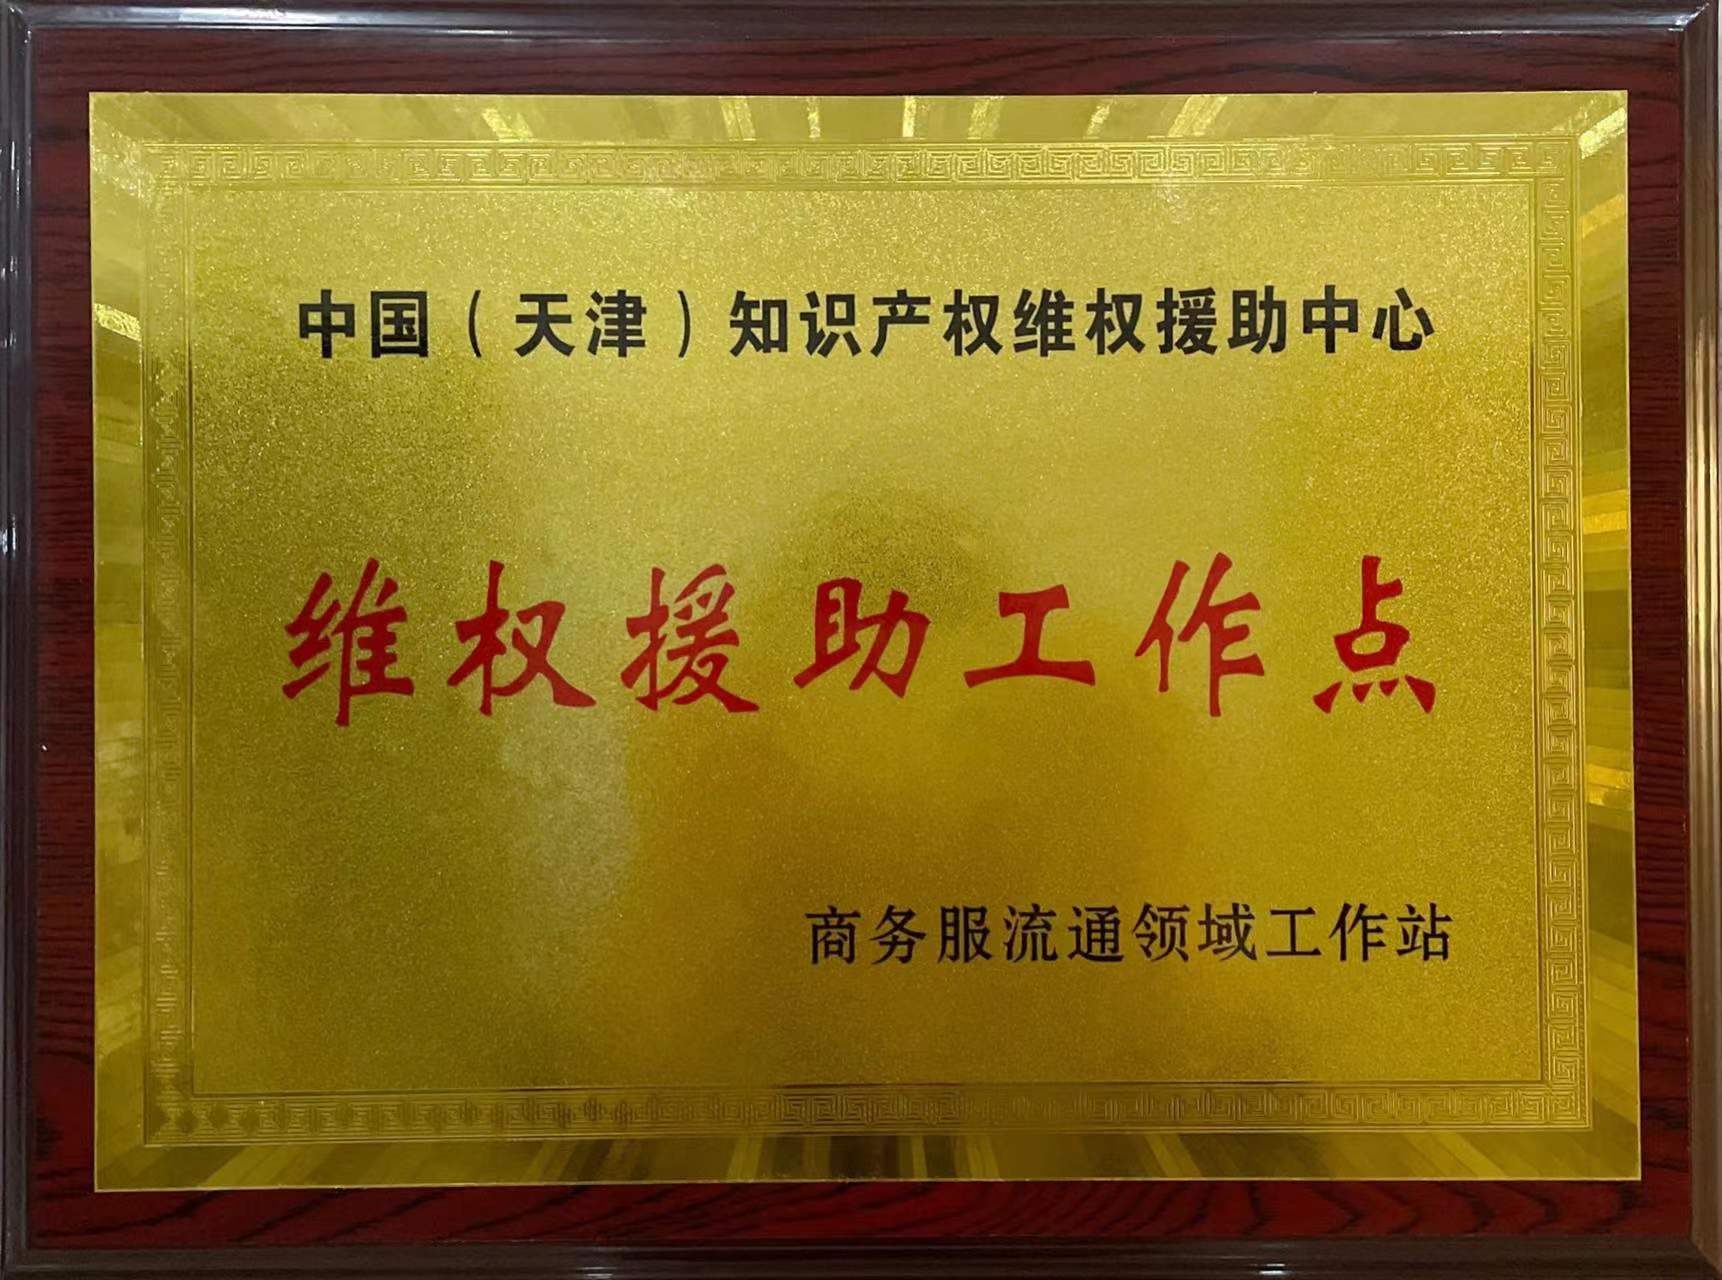 中国（天津）知识产权维权援助中心
维权援助工作点
商务服流通领域工作站